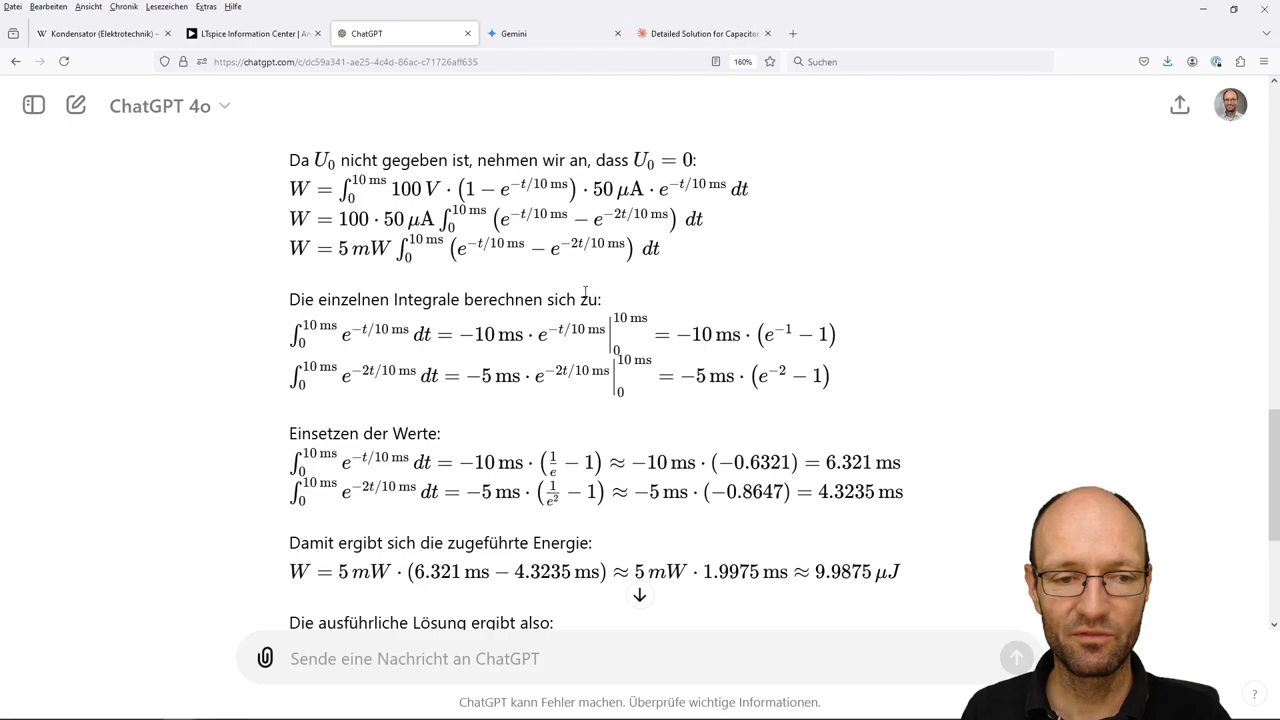 Datei Bearbeiten Ansicht Chronik Lesezeichen Extras Hilfe
Kondensator (Elektrotechnik) – LTspice Information Center | An ChatGPT Gemini Detailed Solution for Capacito
https://chatgpt.com/c/dc59a341-ae25-4c4d-86ac-c71726aff635 160% Suchen
ChatGPT 4o
Da U₀ nicht gegeben ist, nehmen wir an, dass U₀ = 0:
W = ∫₀^{10 ms} 100 V · (1 − e^{−t/10 ms}) · 50 μA · e^{−t/10 ms} dt
W = 100 · 50 μA ∫₀^{10 ms} (e^{−t/10 ms} − e^{−2t/10 ms}) dt
W = 5 mW ∫₀^{10 ms} (e^{−t/10 ms} − e^{−2t/10 ms}) dt
Die einzelnen Integrale berechnen sich zu:
∫₀^{10 ms} e^{−t/10 ms} dt = −10 ms · e^{−t/10 ms} |₀^{10 ms} = −10 ms · (e^{−1} − 1)
∫₀^{10 ms} e^{−2t/10 ms} dt = −5 ms · e^{−2t/10 ms} |₀^{10 ms} = −5 ms · (e^{−2} − 1)
Einsetzen der Werte:
∫₀^{10 ms} e^{−t/10 ms} dt = −10 ms · (1/e − 1) ≈ −10 ms · (−0.6321) = 6.321 ms
∫₀^{10 ms} e^{−2t/10 ms} dt = −5 ms · (1/e² − 1) ≈ −5 ms · (−0.8647) = 4.3235 ms
Damit ergibt sich die zugeführte Energie:
W = 5 mW · (6.321 ms − 4.3235 ms) ≈ 5 mW · 1.9975 ms ≈ 9.9875 μJ
Die ausführliche Lösung ergibt also:
Sende eine Nachricht an ChatGPT
ChatGPT kann Fehler machen. Überprüfe wichtige Informationen.
?